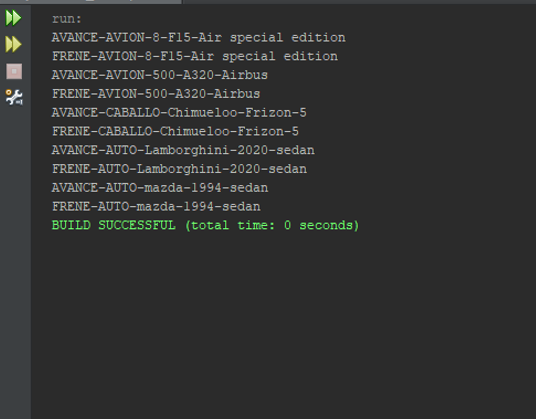 run:
AVANCE-AVION-8-F15-Air special edition
FRENE-AVION-8-F15-Air special edition
AVANCE-AVION-500-A320-Airbus
FRENE-AVION-500-A320-Airbus
AVANCE-CABALLO-Chimueloo-Frizon-5
FRENE-CABALLO-Chimueloo-Frizon-5
AVANCE-AUTO-Lamborghini-2020-sedan
FRENE-AUTO-Lamborghini-2020-sedan
AVANCE-AUTO-mazda-1994-sedan
FRENE-AUTO-mazda-1994-sedan
BUILD SUCCESSFUL (total time: 0 seconds)